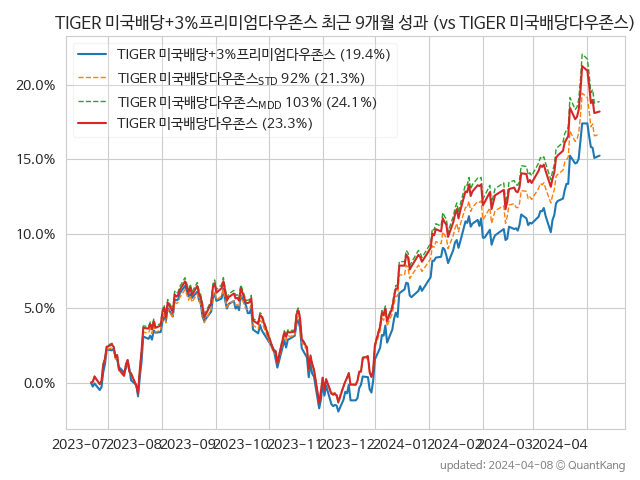 TIGER 미국배당+3%프리미엄다우존스 최근 9개월 성과 (vs TIGER 미국배당다우존스)
TIGER 미국배당+3%프리미엄다우존스 (19.4%)
TIGER 미국배당다우존스STD 92% (21.3%)
TIGER 미국배당다우존스MDD 103% (24.1%)
TIGER 미국배당다우존스 (23.3%)
20.0%
15.0%
10.0%
5.0%
0.0%
2023-07 2023-08 2023-09 2023-10 2023-11 2023-12 2024-01 2024-02 2024-03 2024-04
updated: 2024-04-08 @ QuantKang